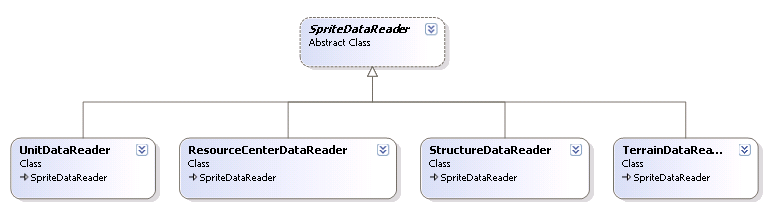 SpriteDataReader
Abstract Class
UnitDataReader
Class
SpriteDataReader
ResourceCenterDataReader
Class
SpriteDataReader
StructureDataReader
Class
SpriteDataReader
TerrainDataRea...
Class
SpriteDataReader